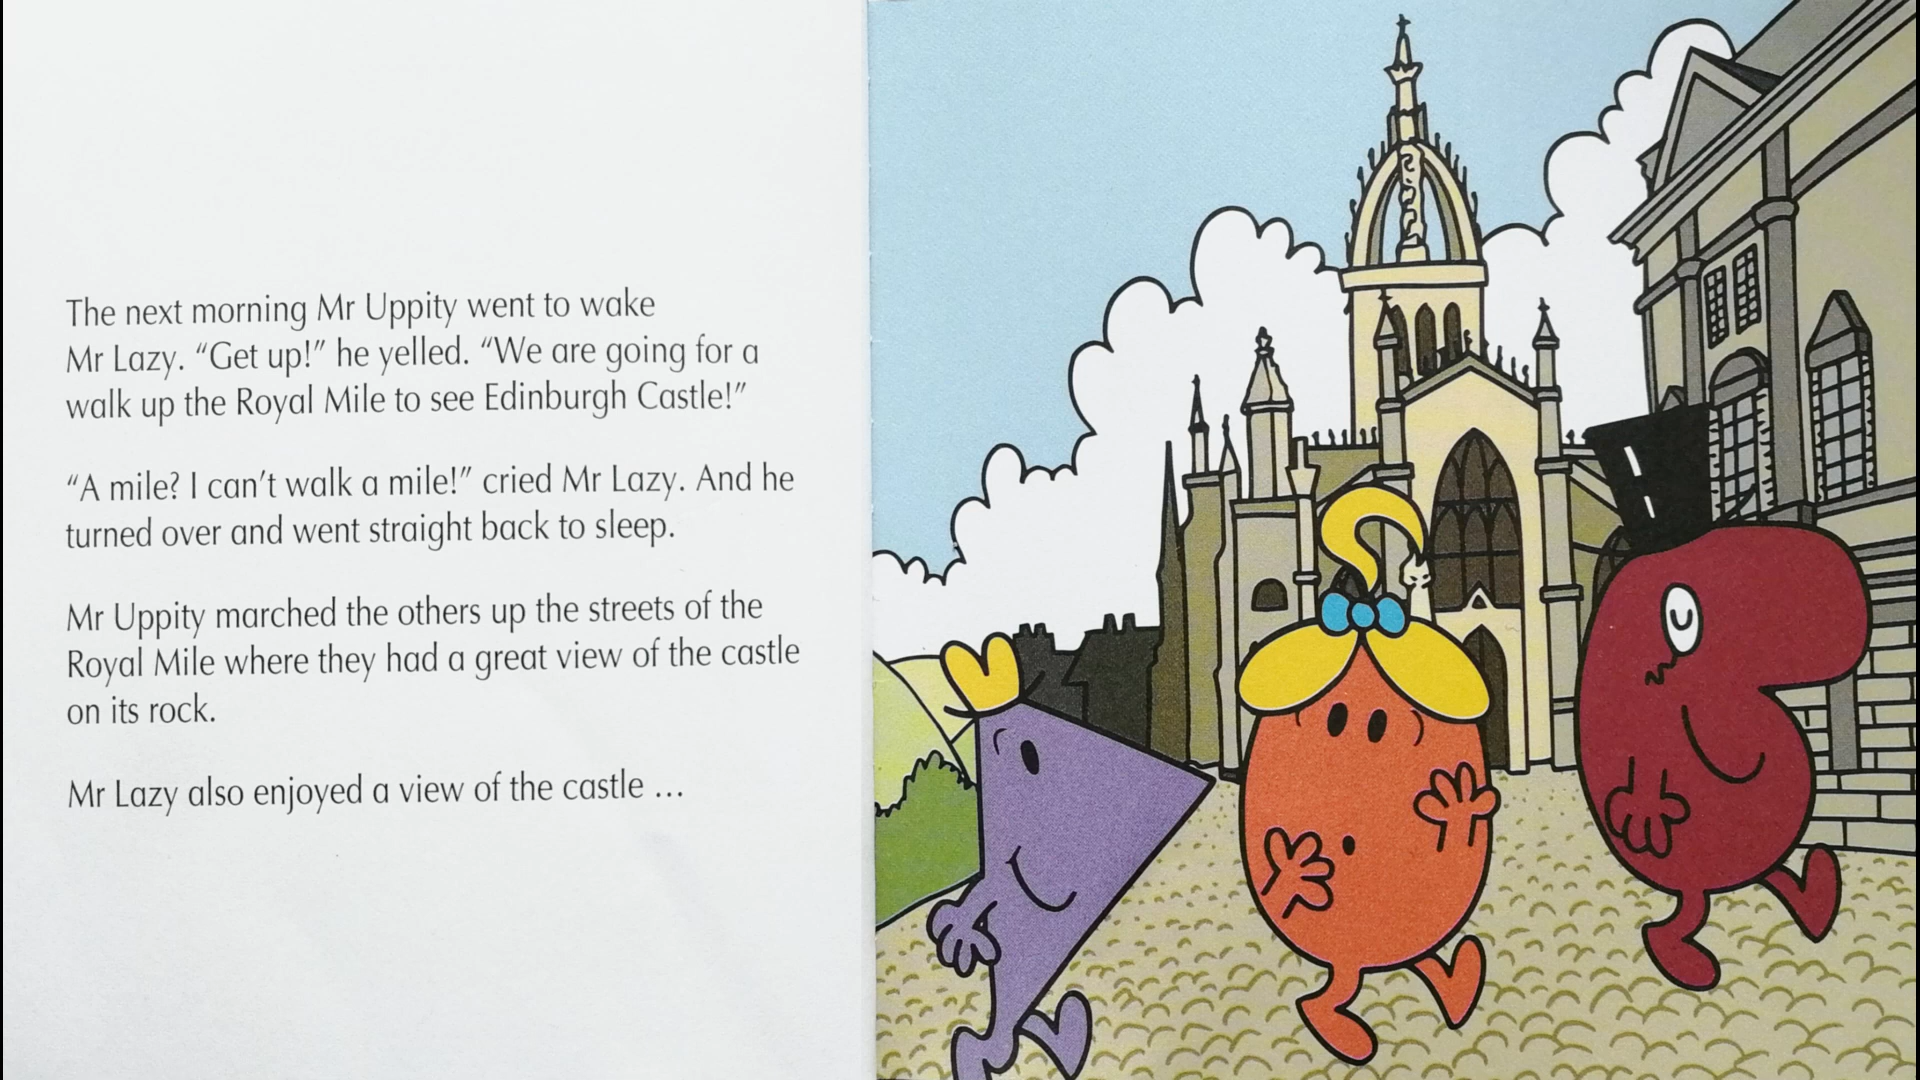 The next morning Mr Uppity went to wake
Mr Lazy. “Get up!” he yelled. “We are going for a
walk up the Royal Mile to see Edinburgh Castle!”
“A mile? I can’t walk a mile!” cried Mr Lazy. And he
turned over and went straight back to sleep.
Mr Uppity marched the others up the streets of the
Royal Mile where they had a great view of the castle
on its rock.
Mr Lazy also enjoyed a view of the castle …